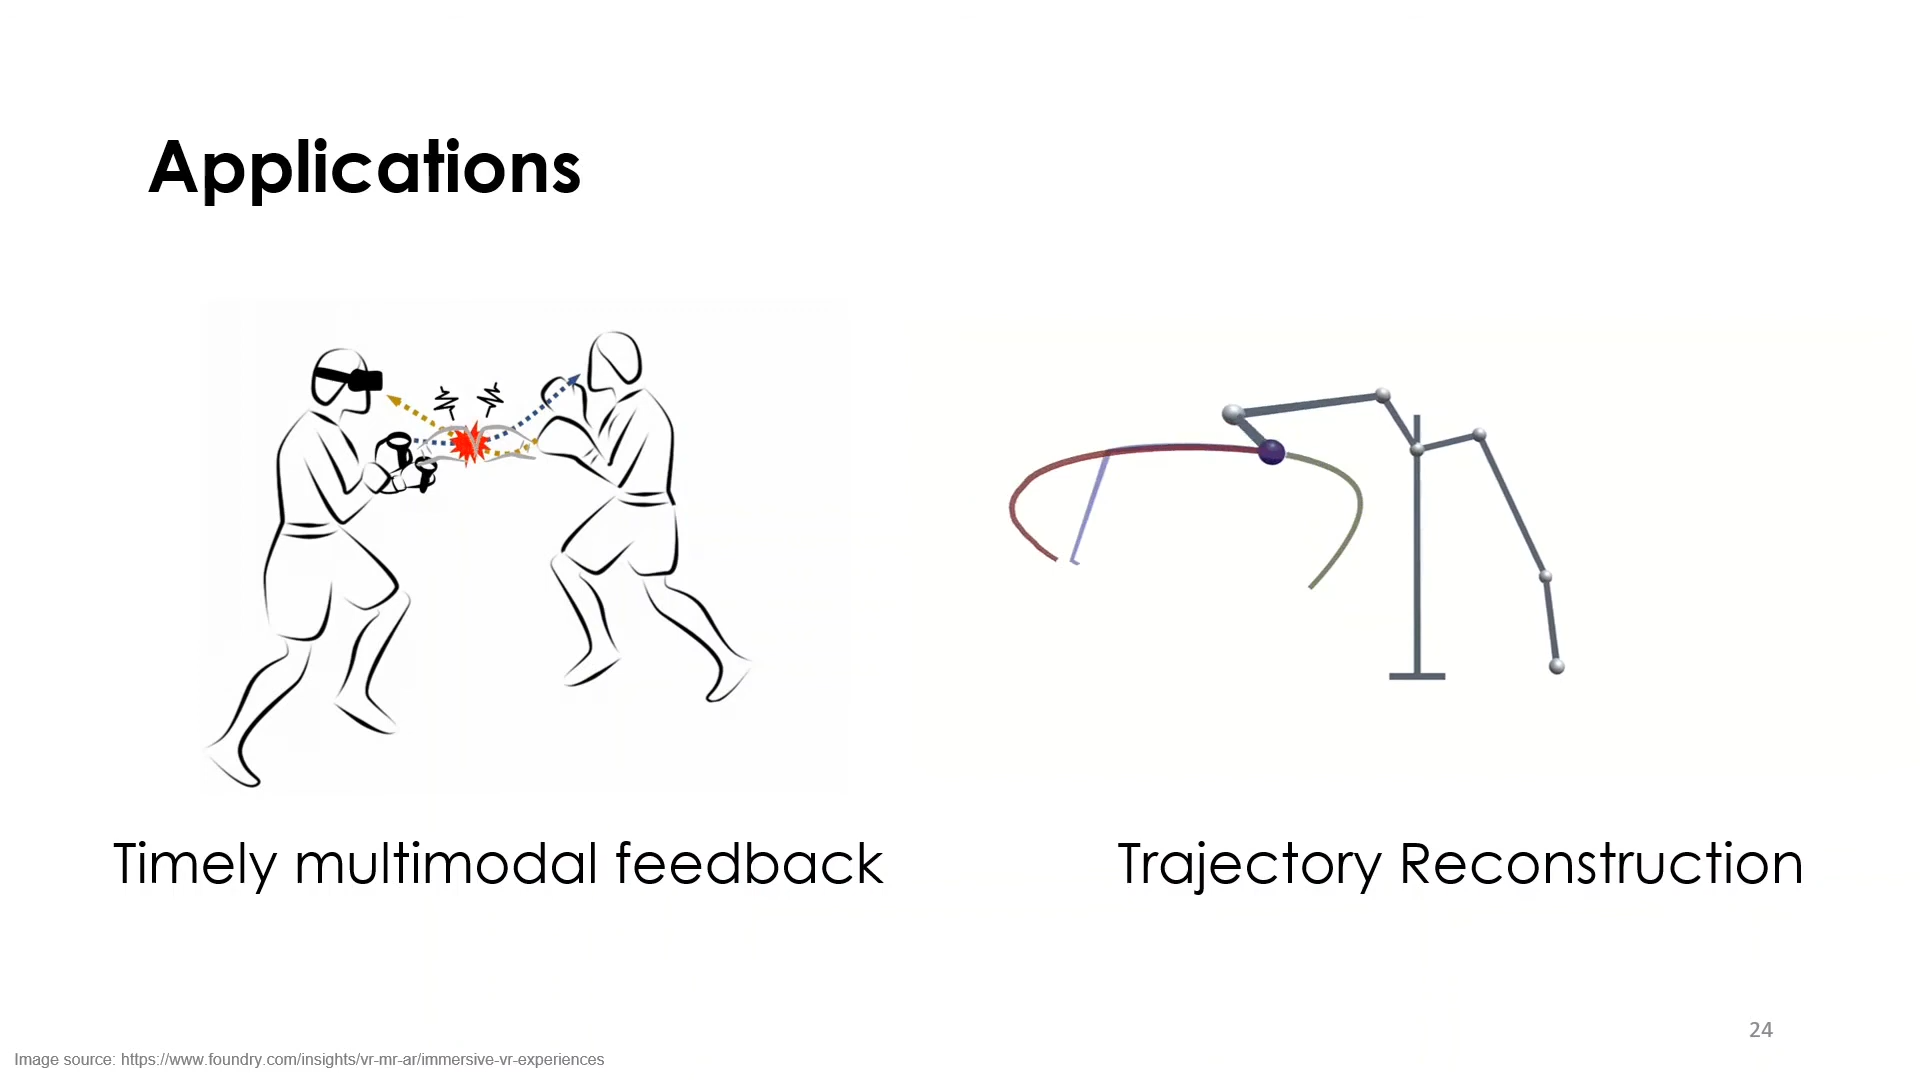 Applications
Timely multimodal feedback
Trajectory Reconstruction
24
Image source: https://www.foundry.com/insights/vr-mr-ar/immersive-vr-experiences